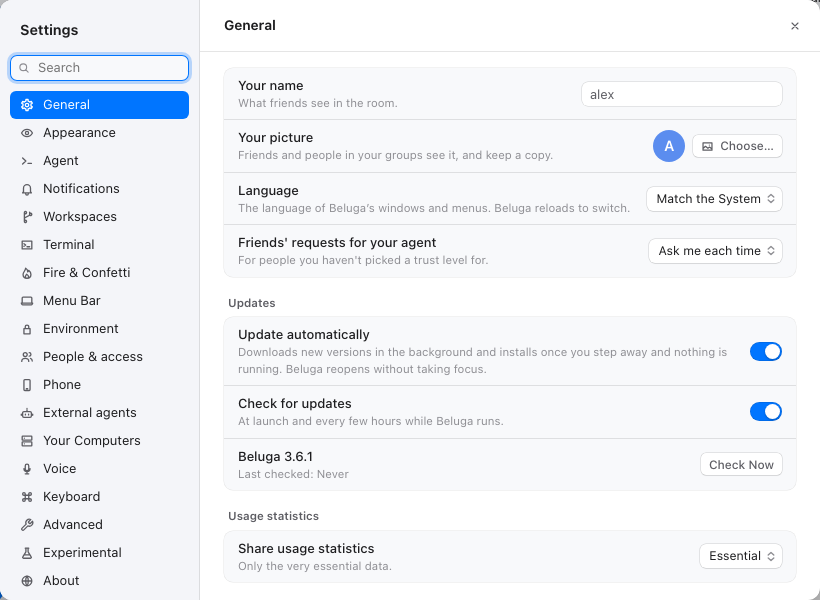 Settings
Search
General
Appearance
Agent
Notifications
Workspaces
Terminal
Fire & Confetti
Menu Bar
Environment
People & access
Phone
External agents
Your Computers
Voice
Keyboard
Advanced
Experimental
About
General
Your name
What friends see in the room.
alex
Your picture
Friends and people in your groups see it, and keep a copy.
A
Choose...
Language
The language of Beluga's windows and menus. Beluga reloads to switch.
Match the System
Friends' requests for your agent
For people you haven't picked a trust level for.
Ask me each time
Updates
Update automatically
Downloads new versions in the background and installs once you step away and nothing is
running. Beluga reopens without taking focus.
Check for updates
At launch and every few hours while Beluga runs.
Beluga 3.6.1
Last checked: Never
Check Now
Usage statistics
Share usage statistics
Only the very essential data.
Essential